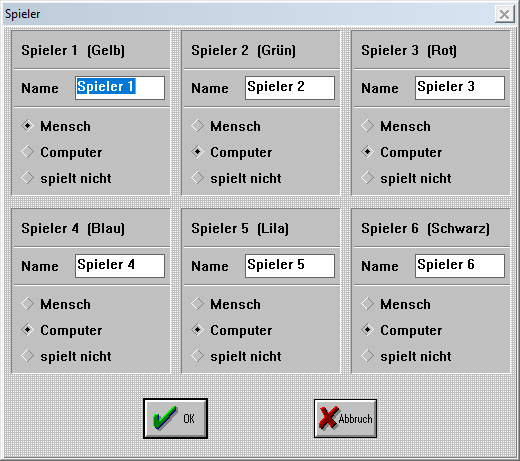 Spieler
Spieler 1 (Gelb)
Name Spieler 1
Mensch
Computer
spielt nicht
Spieler 2 (Grün)
Name Spieler 2
Mensch
Computer
spielt nicht
Spieler 3 (Rot)
Name Spieler 3
Mensch
Computer
spielt nicht
Spieler 4 (Blau)
Name Spieler 4
Mensch
Computer
spielt nicht
Spieler 5 (Lila)
Name Spieler 5
Mensch
Computer
spielt nicht
Spieler 6 (Schwarz)
Name Spieler 6
Mensch
Computer
spielt nicht
OK
Abbruch